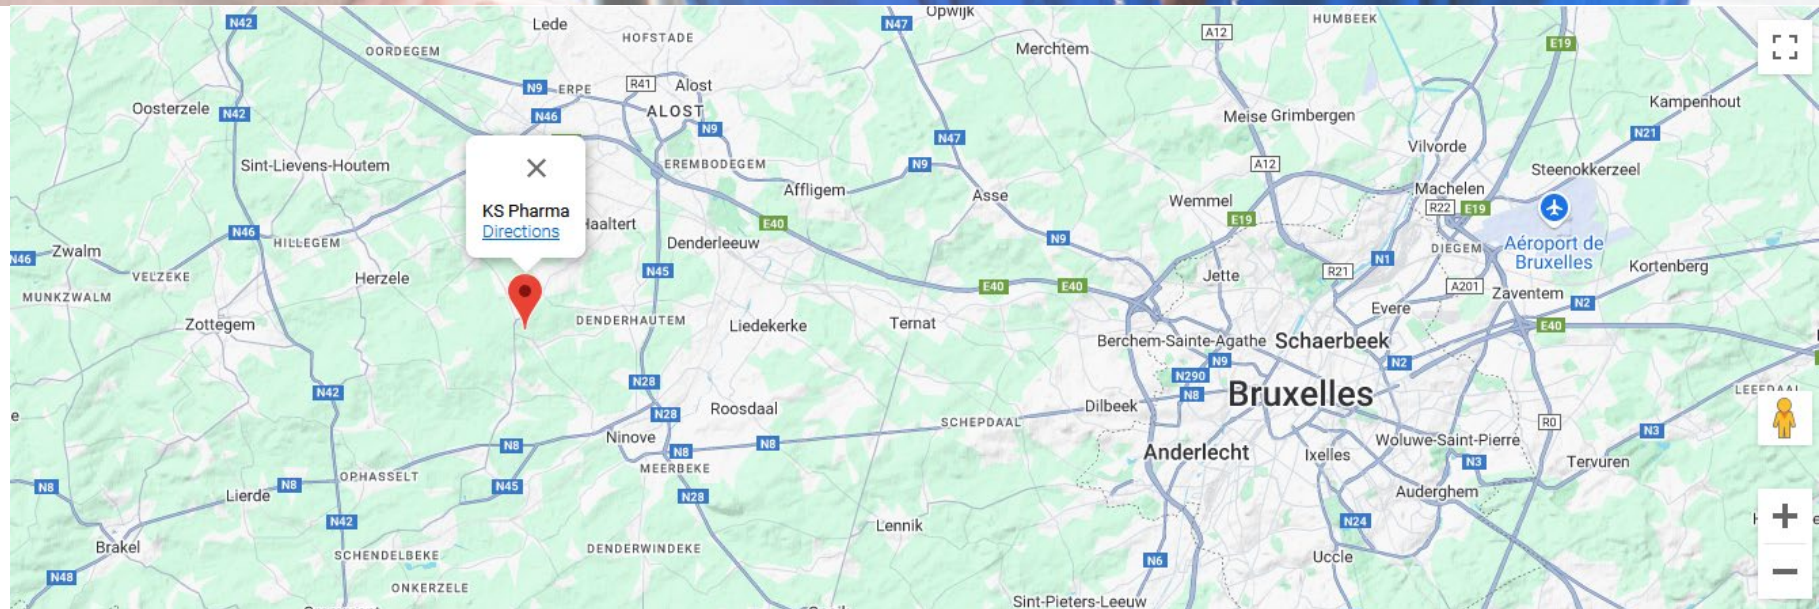 N42
Lede
HOFSTADE
OORDEGEM
N47
Opwijk
Merchtem
A12
HUMBEEK
E19
N9
ERPE
R41
Alost
ALOST
Oosterzele
N42
N46
N9
N47
Meise
Grimbergen
Kampenhout
N21
Vilvorde
Sint-Lievens-Houtem
EREMBODEGEM
N9
A12
Steenokkerzeel
Affligem
Asse
Wemmel
Machelen
R22
E19
KS Pharma
Directions
Haaltert
E40
E19
N46
HILLEGEM
Denderleeuw
N9
DIEGEM
Aéroport de
Bruxelles
Zwalm
N46
VELZEKE
Herzele
N45
N1
R21
Jette
Kortenberg
MUNKZWALM
E40
E40
A201
Zaventem
N2
Evere
Zottegem
DENDERHAUTEM
Liedekerke
Ternat
E40
Berchem-Sainte-Agathe
Schaerbeek
N9
N2
N290
N42
N28
N8
Bruxelles
LEEFDAAL
Roosdaal
N28
Dilbeek
SCHEPDAAL
R0
N3
Ninove
N8
N8
N8
Anderlecht
Woluwe-Saint-Pierre
Ixelles
N3
Tervuren
MEERBEKE
OPHASSELT
N8
N8
N45
Lierde
N28
Auderghem
N42
Lennik
N24
Brakel
SCHENDELBEKE
DENDERWINDEKE
N6
Uccle
N48
ONKERZELE
Sint-Pieters-Leeuw